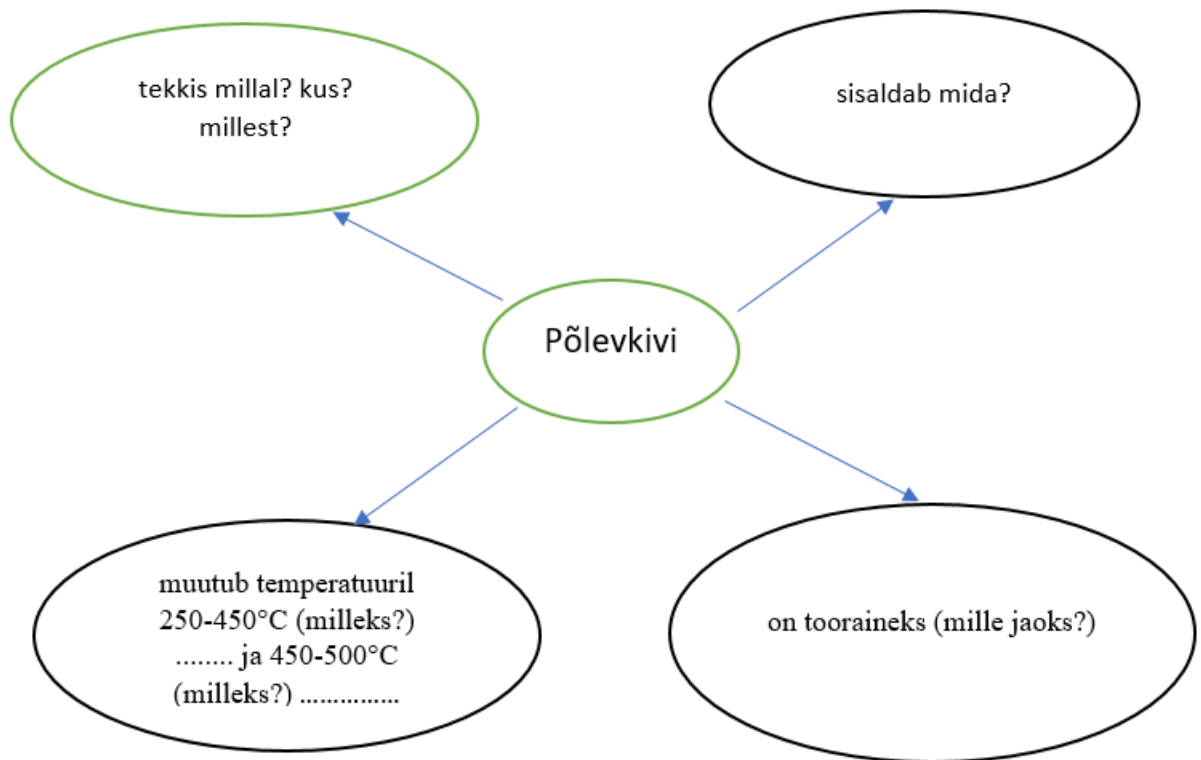 tekkis millal? kus?
millest?
sisaldab mida?
Põlevkivi
muutub temperatuuril
250-450°C (milleks?)
........ ja 450-500°C
(milleks?) ...............
on tooraineks (mille jaoks?)